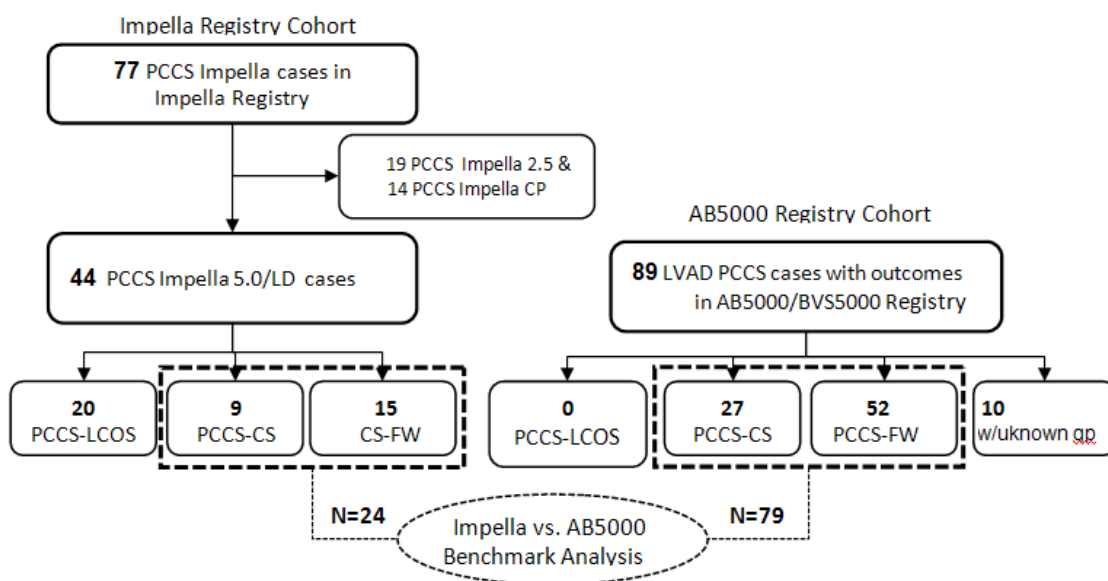 Impella Registry Cohort
77 PCCS Impella cases in
Impella Registry
19 PCCS Impella 2.5 &
14 PCCS Impella CP
44 PCCS Impella 5.0/LD cases
20
PCCS-LCOS
9
PCCS-CS
15
CS-FW
AB5000 Registry Cohort
89 LVAD PCCS cases with outcomes
in AB5000/BVS5000 Registry
0
PCCS-LCOS
27
PCCS-CS
52
PCCS-FW
10
w/uknown gp
N=24
Impella vs. AB5000
Benchmark Analysis
N=79